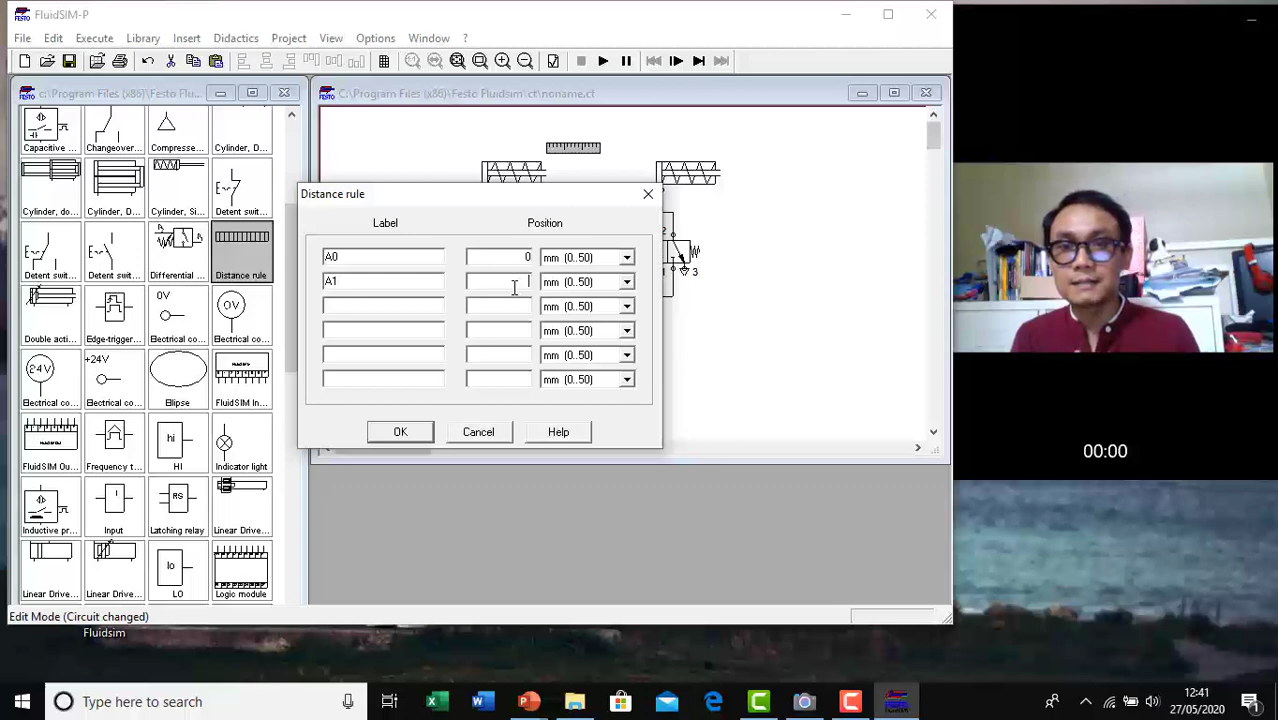 FluidSIM-P
File Edit Execute Library Insert Didactics Project View Options Window ?
c:\Program Files (x86)\Festo Flu...
C:\Program Files (x86)\Festo Fluidsim\ct\noname.ct
Capacitive ... Changeover... Compresse... Cylinder, D...
Cylinder, do... Cylinder, D... Cylinder, Si... Detent swit...
Detent swit... Detent swit... Differential ... Distance rule
Double acti... Edge-trigger... Electrical co... Electrical co...
Electrical co... Electrical co... Ellipse FluidSIM In...
FluidSIM Ou... Frequency t... HI Indicator light
Inductive pr... Input Latching relay Linear Drive...
Linear Drive... Linear Drive... LO Logic module
0V
0V
24V
+24V
hi
RS
lo
Distance rule
Label Position
A0 0 mm (0..50)
A1 mm (0..50)
mm (0..50)
mm (0..50)
mm (0..50)
mm (0..50)
OK Cancel Help
2
3
Edit Mode (Circuit changed)
00:00
Fluidsim
Type here to search
12:41
27/05/2020